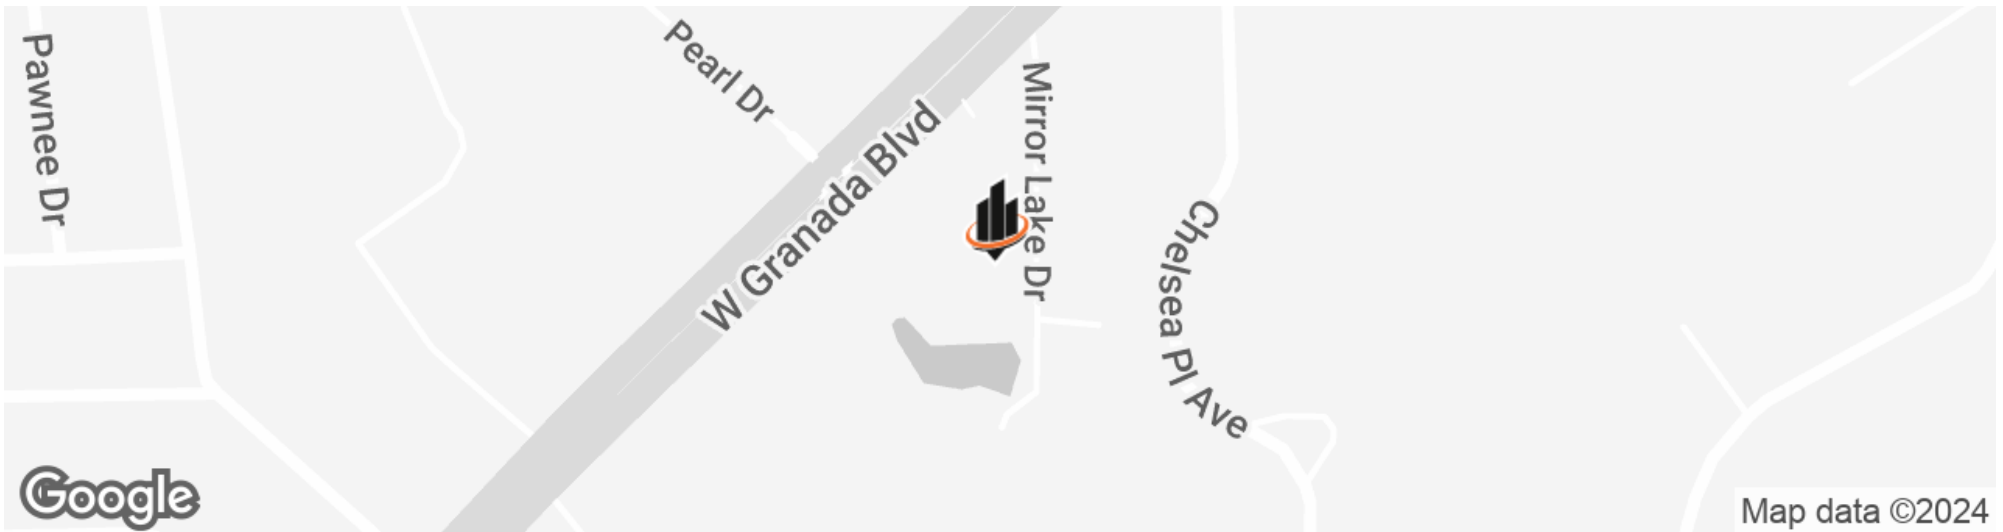 Pawnee Dr
Pearl Dr
W Granada Blvd
Mirror Lake Dr
Chelsea Pl Ave
Google
Map data ©2024